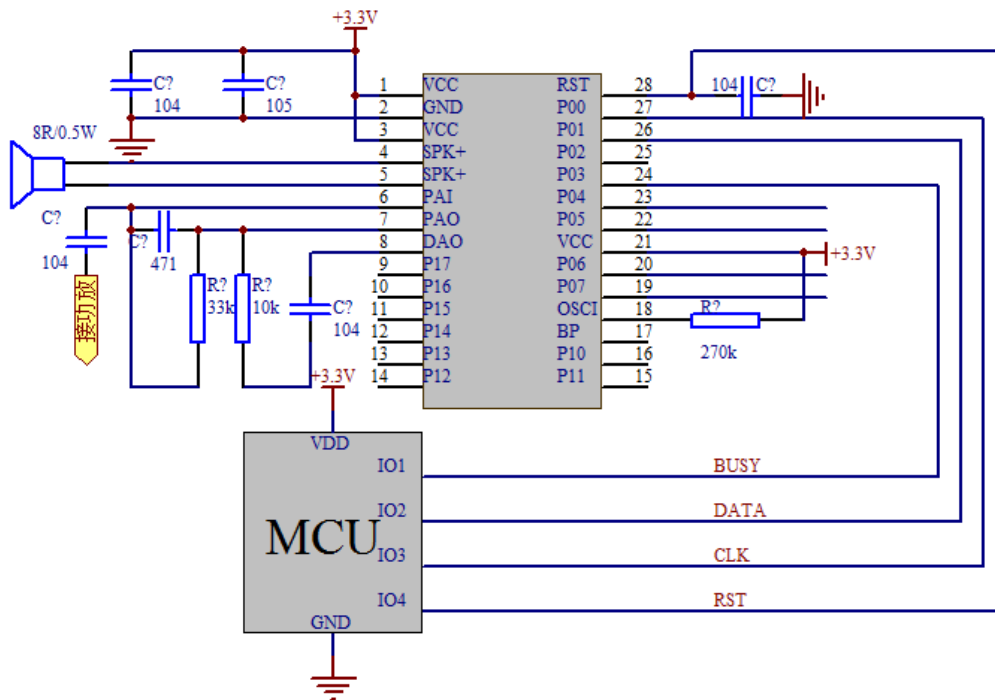 +3.3V
C?
104
C?
105
8R/0.5W
1
2
3
4
5
6
7
8
9
10
11
12
13
14
VCC
GND
VCC
SPK+
SPK+
PAI
PAO
DAO
P17
P16
P15
P14
P13
P12
RST
P00
P01
P02
P03
P04
P05
VCC
P06
P07
OSCI
BP
P10
P11
28
27
26
25
24
23
22
21
20
19
18
17
16
15
104
C?
+3.3V
R?
270k
C?
104
接功放
C?
471
R?
33k
R?
10k
C?
104
+3.3V
VDD
MCU
IO1
IO2
IO3
IO4
GND
BUSY
DATA
CLK
RST